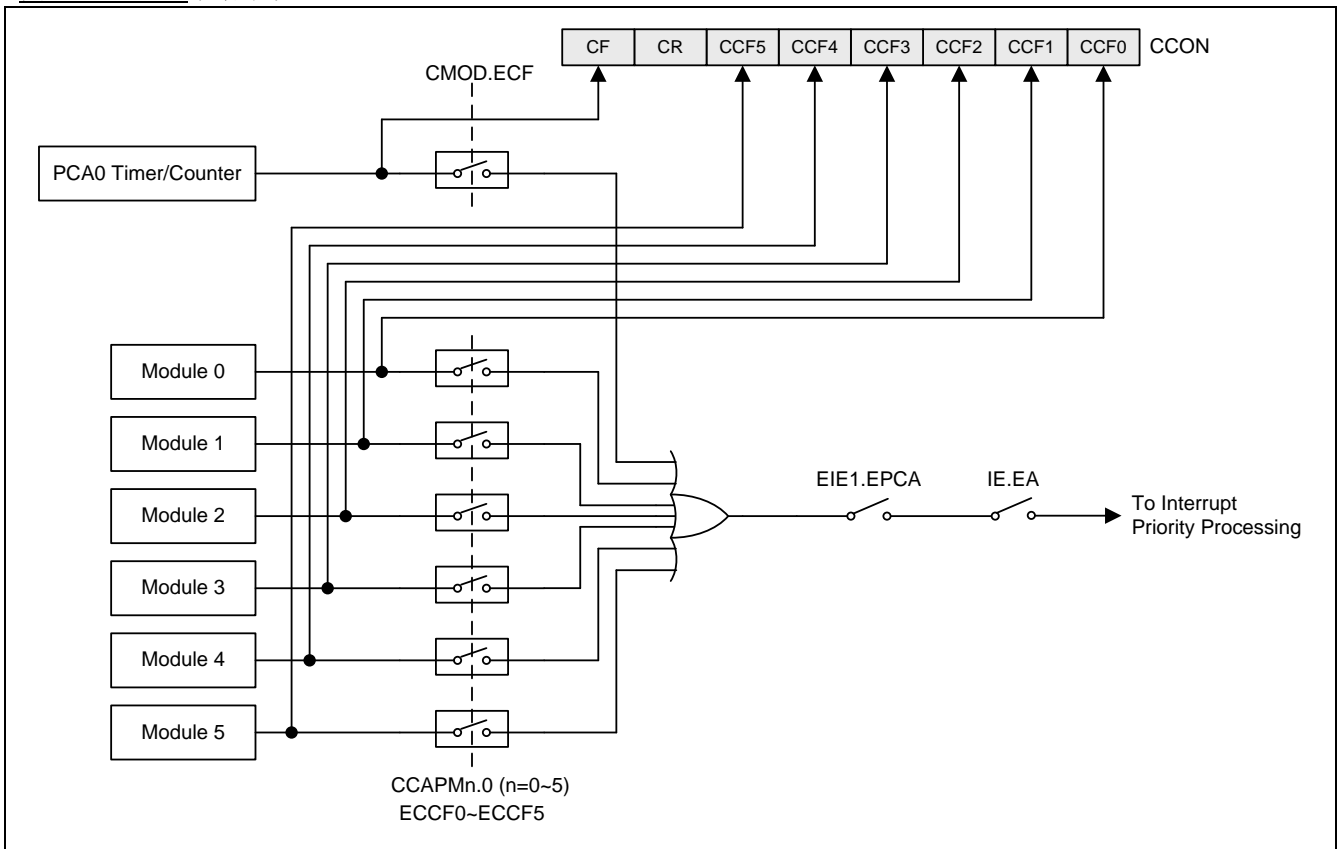 CF CR CCF5 CCF4 CCF3 CCF2 CCF1 CCF0 CCON
CMOD.ECF
PCA0 Timer/Counter
Module 0
Module 1
Module 2
Module 3
Module 4
Module 5
EIE1.EPCA
IE.EA
To Interrupt
Priority Processing
CCAPMn.0 (n=0~5)
ECCF0~ECCF5